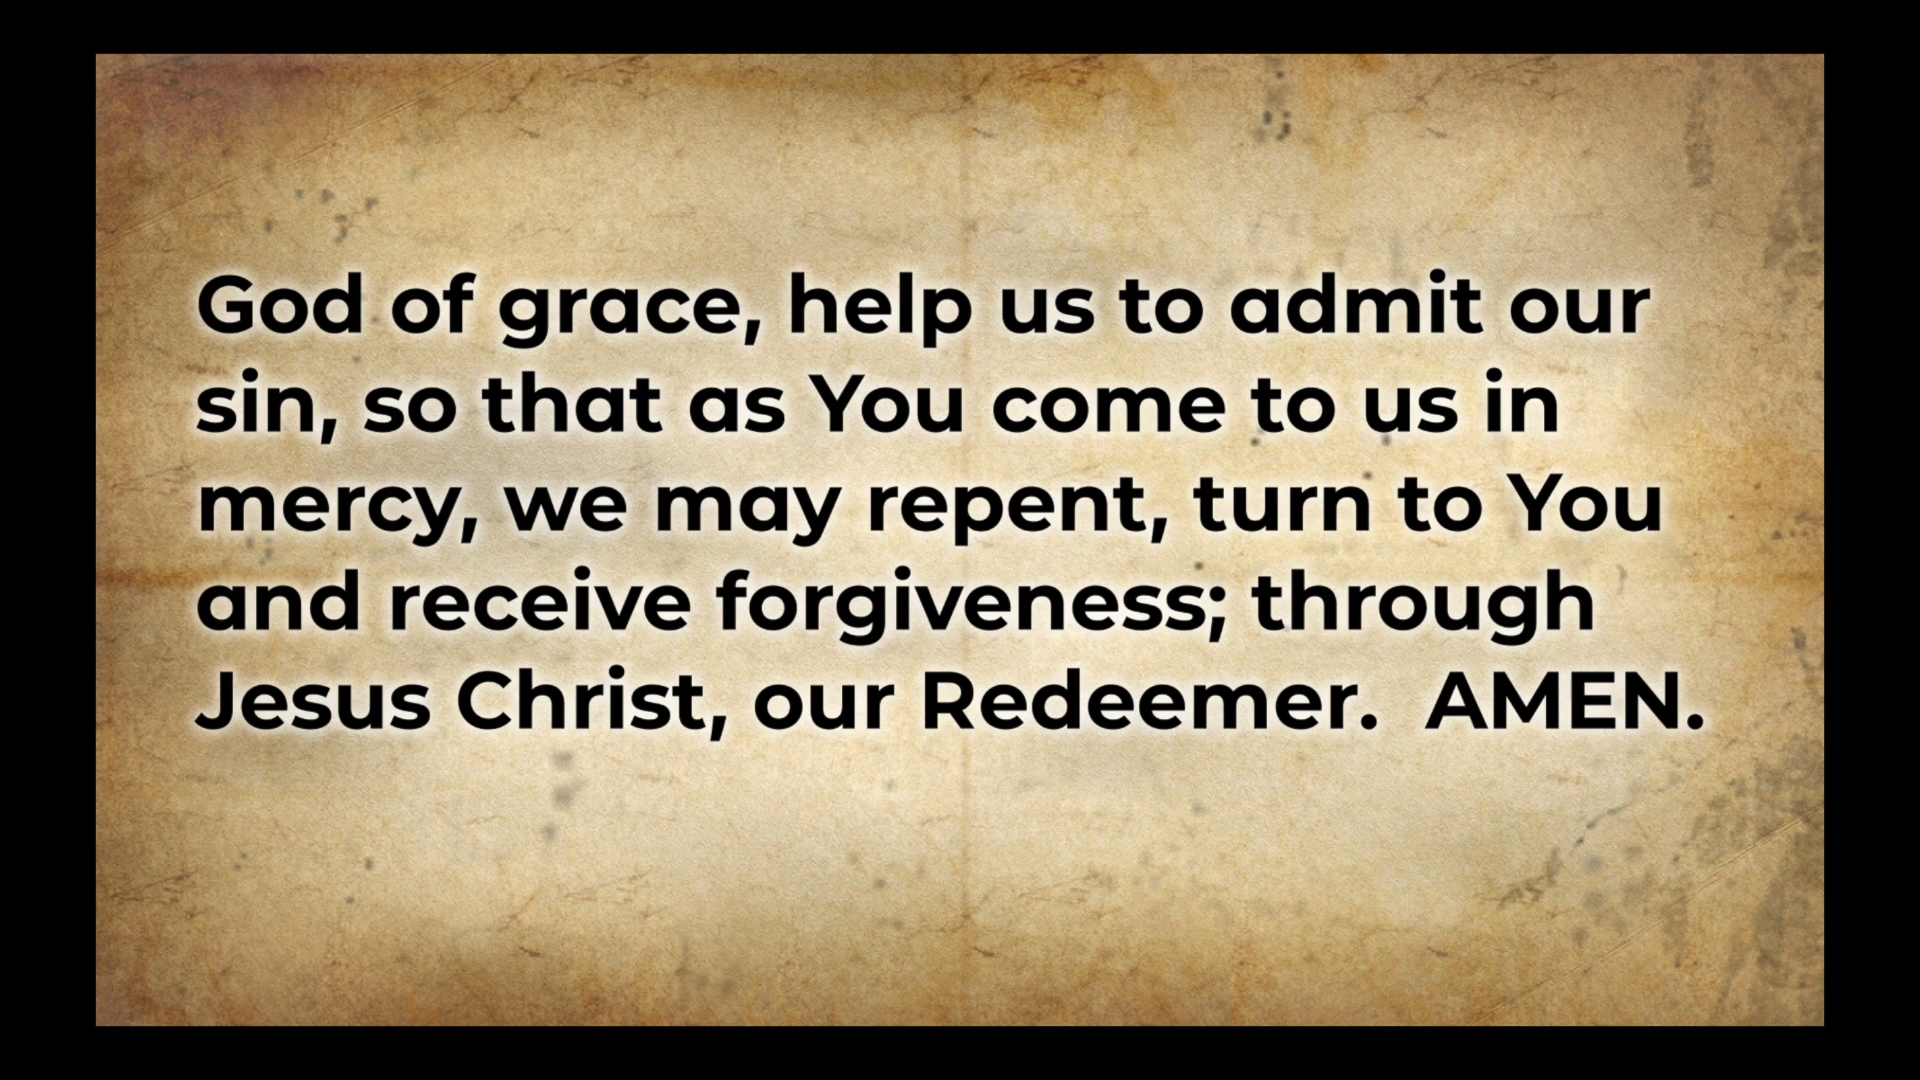 God of grace, help us to admit our
sin, so that as You come to us in
mercy, we may repent, turn to You
and receive forgiveness; through
Jesus Christ, our Redeemer.  AMEN.